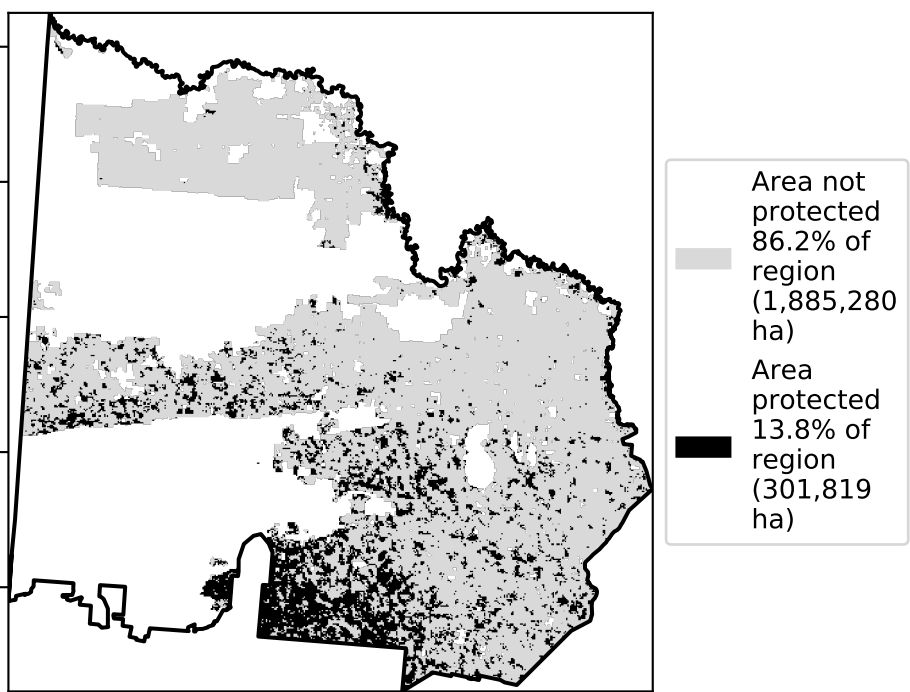 Area not
protected
86.2% of
region
(1,885,280
ha)
Area
protected
13.8% of
region
(301,819
ha)